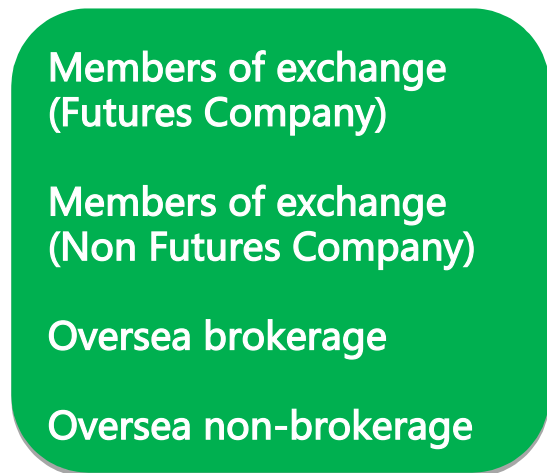 Members of exchange
(Futures Company)
Members of exchange
(Non Futures Company)
Oversea brokerage
Oversea non-brokerage